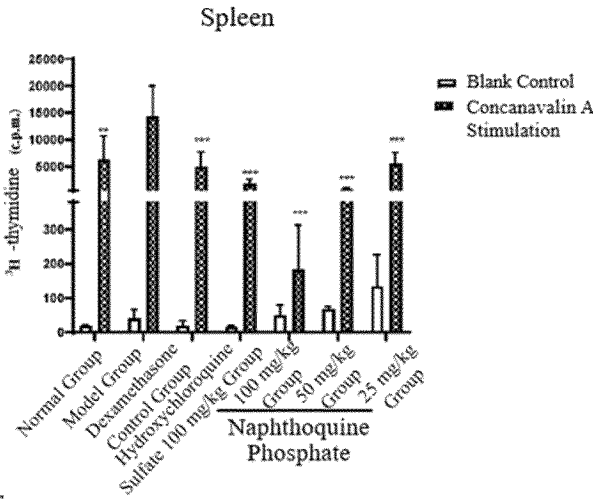 Spleen
25000
20000
15000
10000
5000
300
200
100
0
³H -thymidine (c.p.m.)
**
***
***
***
***
***
Blank Control
Concanavalin A
Stimulation
Normal Group
Model Group
Dexamethasone
Control Group
Hydroxychloroquine
Sulfate 100 mg/kg Group
100 mg/kg
Group
50 mg/kg
Group
25 mg/kg
Group
Naphthoquine
Phosphate